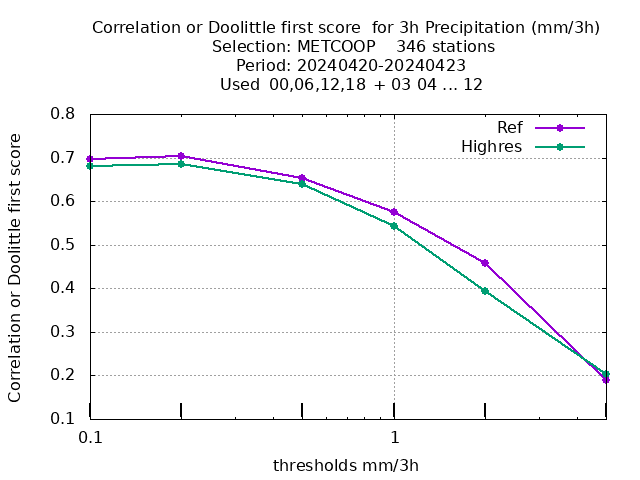 Correlation or Doolittle first score  for 3h Precipitation (mm/3h)
Selection: METCOOP    346 stations
Period: 20240420-20240423
Used  00,06,12,18  + 03 04 ... 12
Ref
Highres
Correlation or Doolittle first score
0.8
0.7
0.6
0.5
0.4
0.3
0.2
0.1
0.1 1
thresholds mm/3h